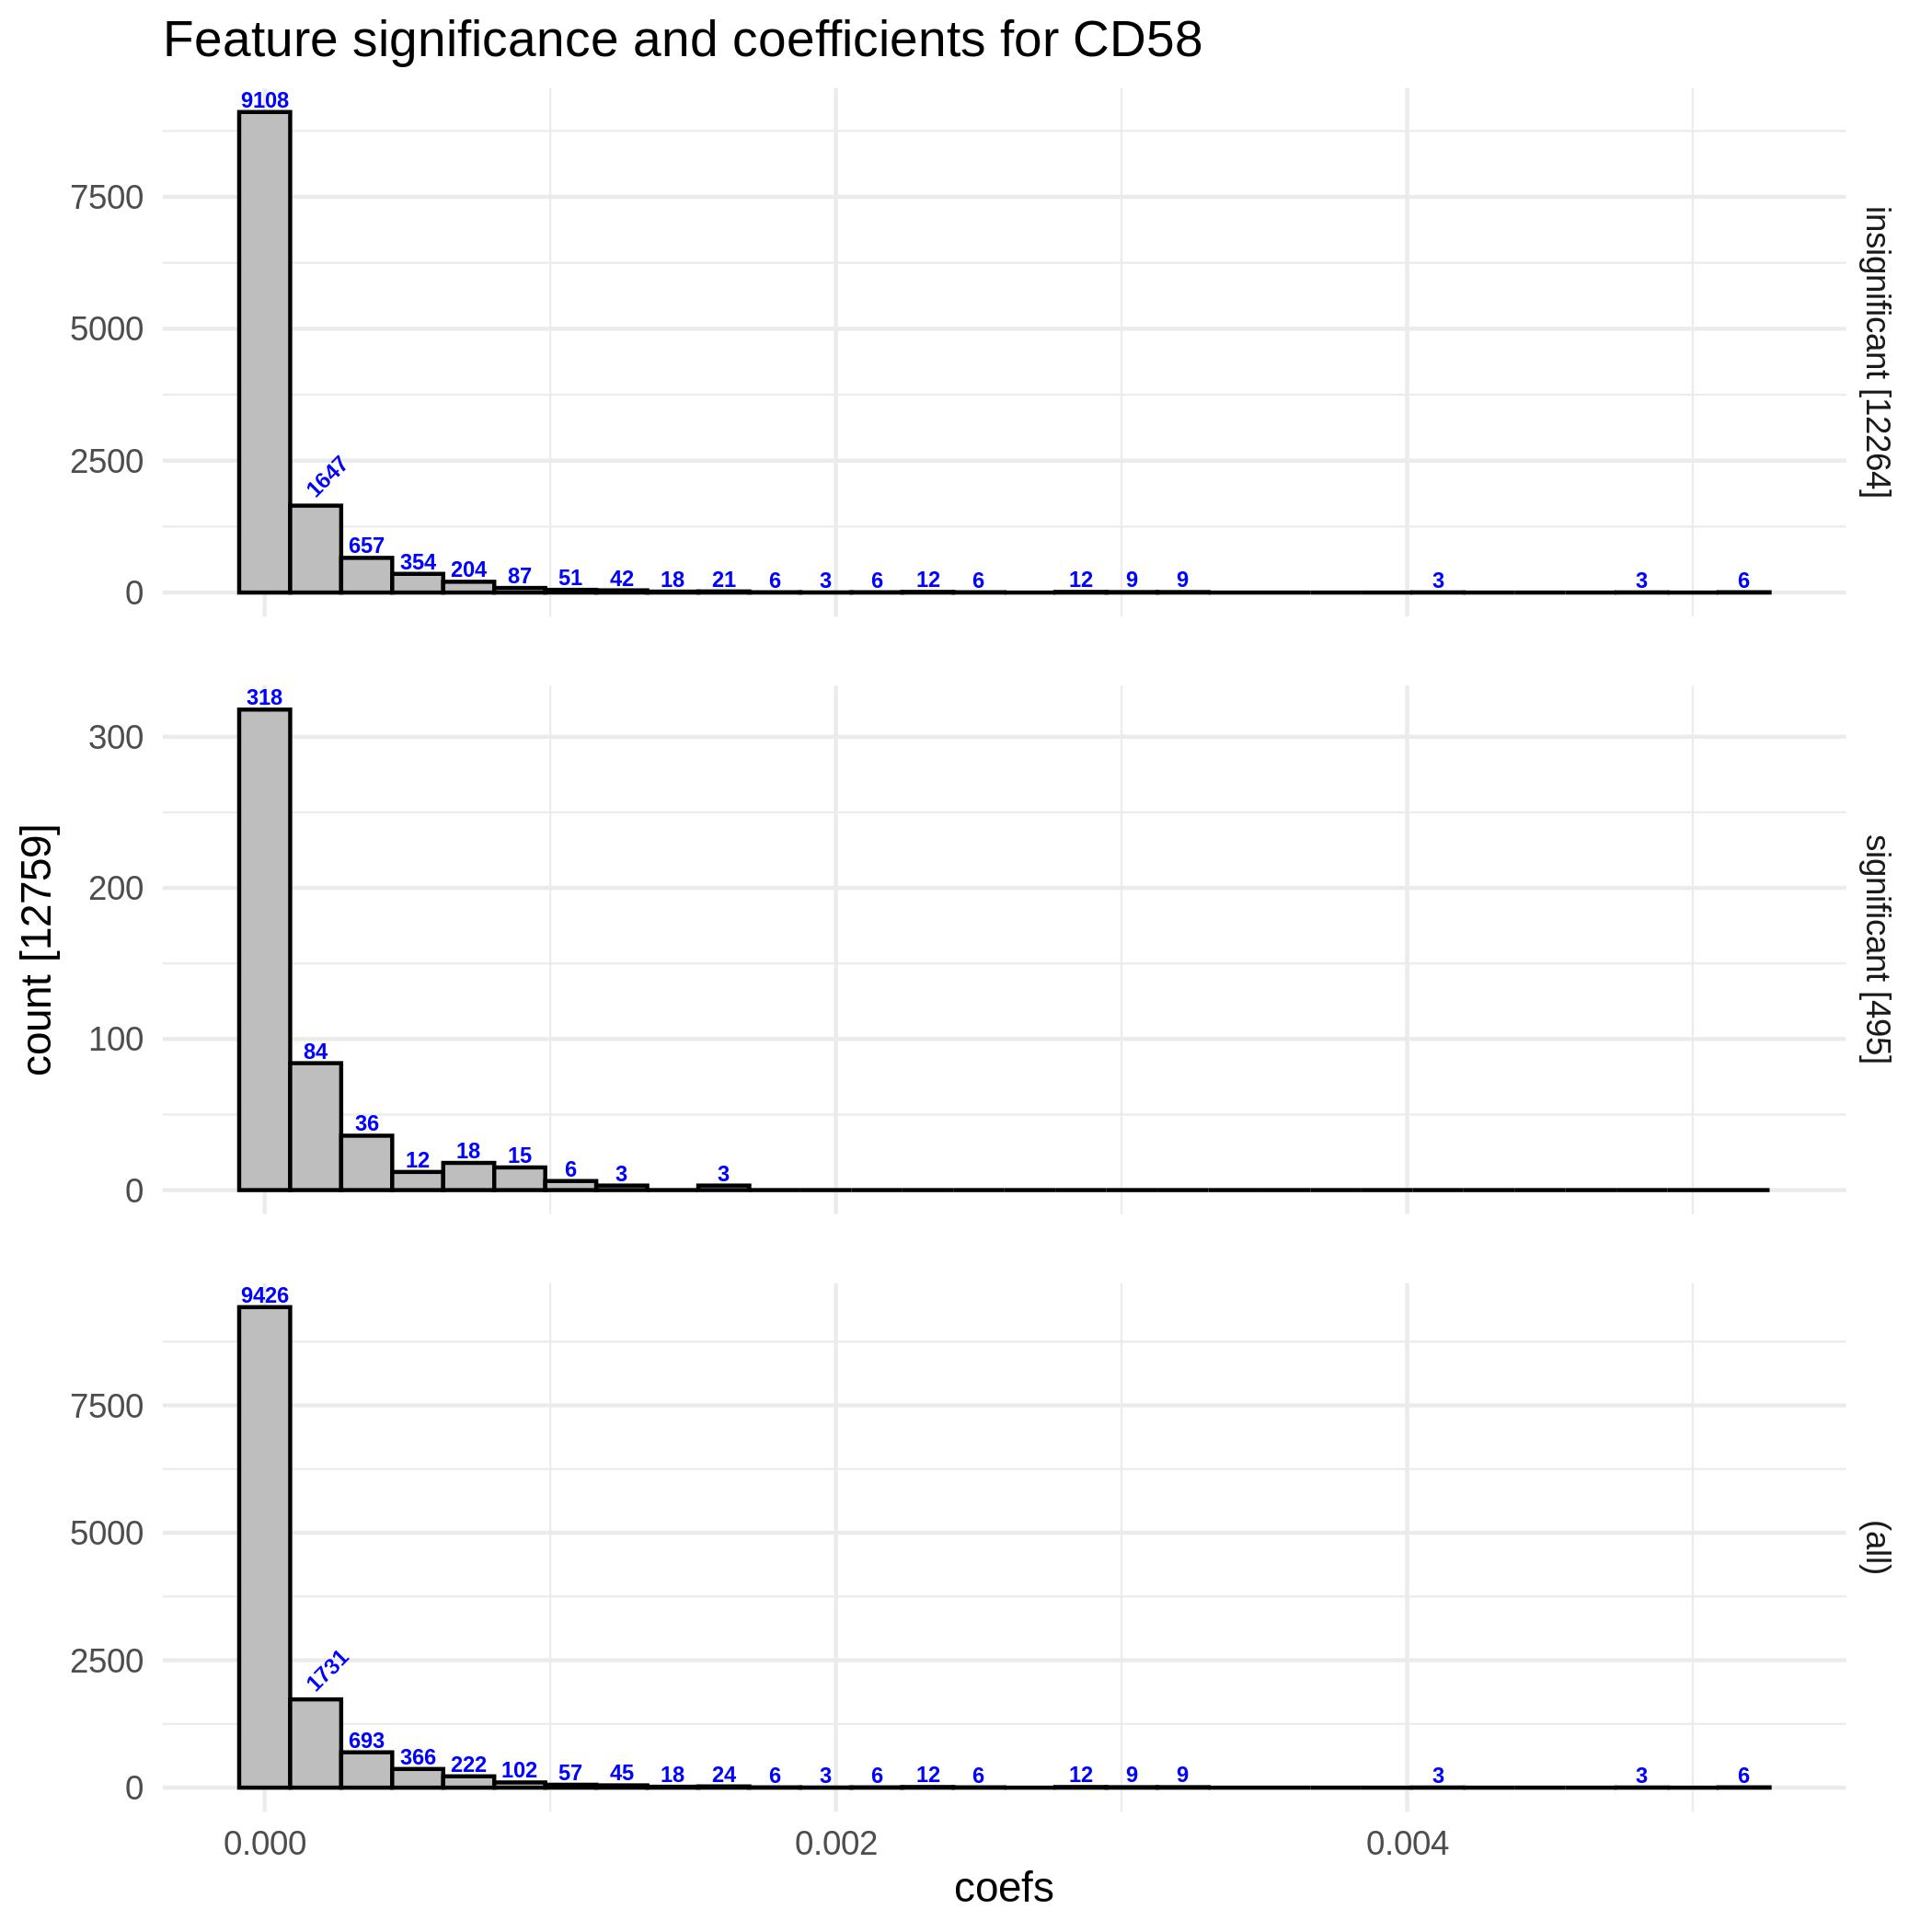 Feature significance and coefficients for CD58
count [12759]
9108
1647
657 354 204 87 51 42 18 21 6 3 6 12 6 12 9 9 3 3 6
7500
5000
2500
0
insignificant [12264]
318
84
36 12 18 15 6 3 3
300
200
100
0
significant [495]
9426
1731
693 366 222 102 57 45 18 24 6 3 6 12 6 12 9 9 3 3 6
7500
5000
2500
0
(all)
0.000 0.002 0.004
coefs